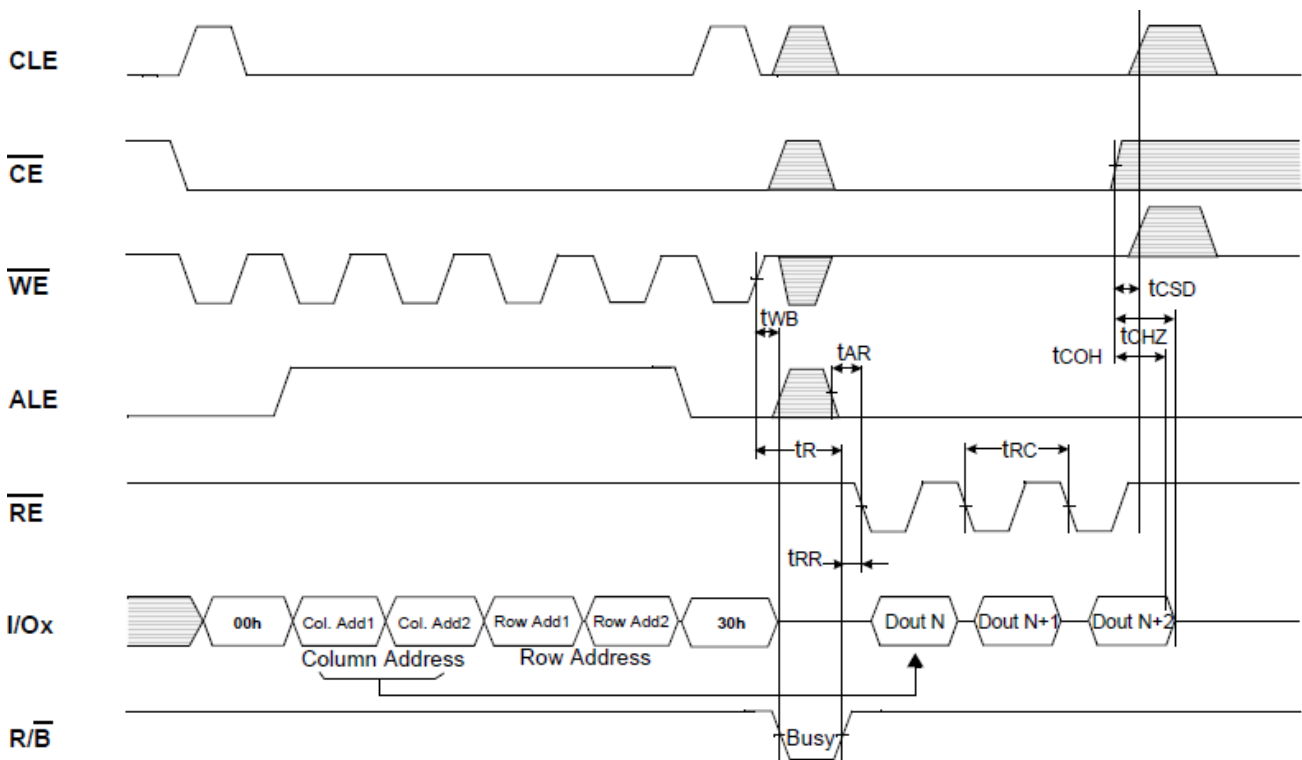 CLE
CE
WE
tCSD
tWB
tCHZ
tAR
tCOH
ALE
tR
tRC
RE
tRR
I/Ox
00h
Col. Add1
Col. Add2
Row Add1
Row Add2
30h
Dout N
Dout N+1
Dout N+2
Column Address
Row Address
R/B
Busy